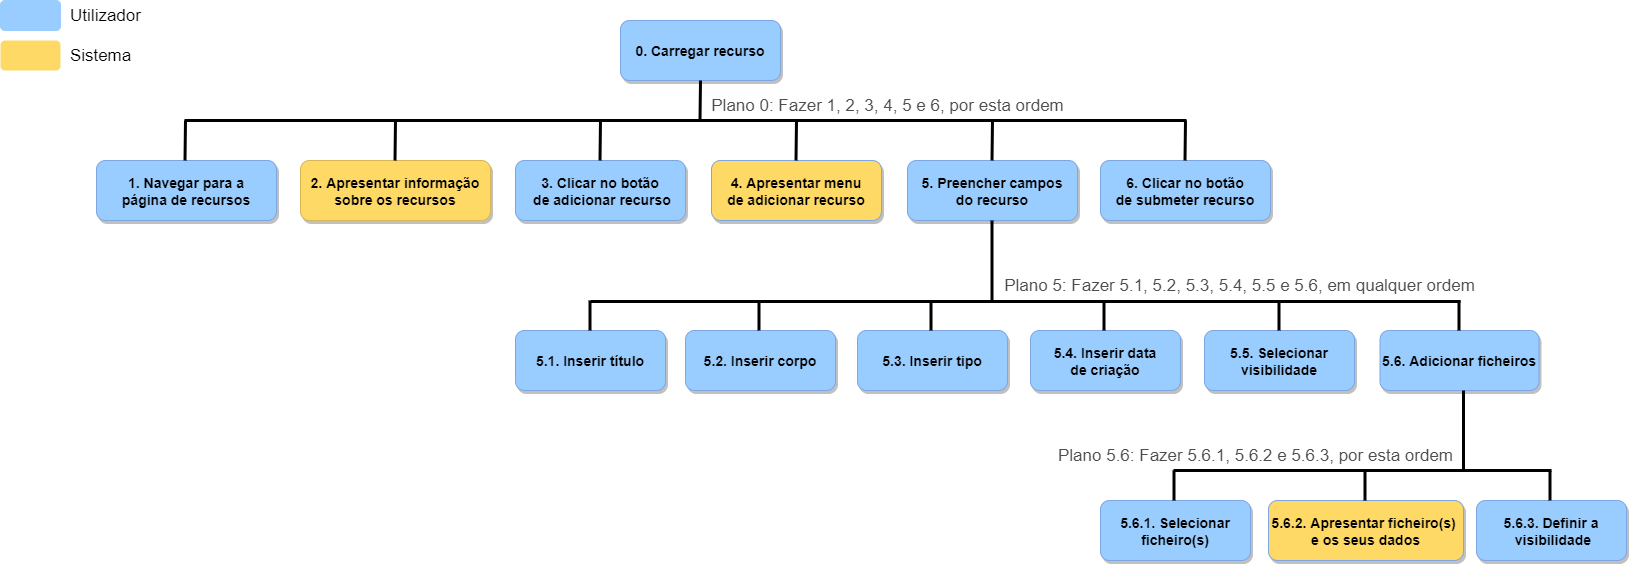 Utilizador
Sistema
0. Carregar recurso
Plano 0: Fazer 1, 2, 3, 4, 5 e 6, por esta ordem
1. Navegar para a
página de recursos
2. Apresentar informação
sobre os recursos
3. Clicar no botão
de adicionar recurso
4. Apresentar menu
de adicionar recurso
5. Preencher campos
do recurso
6. Clicar no botão
de submeter recurso
Plano 5: Fazer 5.1, 5.2, 5.3, 5.4, 5.5 e 5.6, em qualquer ordem
5.1. Inserir título
5.2. Inserir corpo
5.3. Inserir tipo
5.4. Inserir data
de criação
5.5. Selecionar
visibilidade
5.6. Adicionar ficheiros
Plano 5.6: Fazer 5.6.1, 5.6.2 e 5.6.3, por esta ordem
5.6.1. Selecionar
ficheiro(s)
5.6.2. Apresentar ficheiro(s)
e os seus dados
5.6.3. Definir a
visibilidade